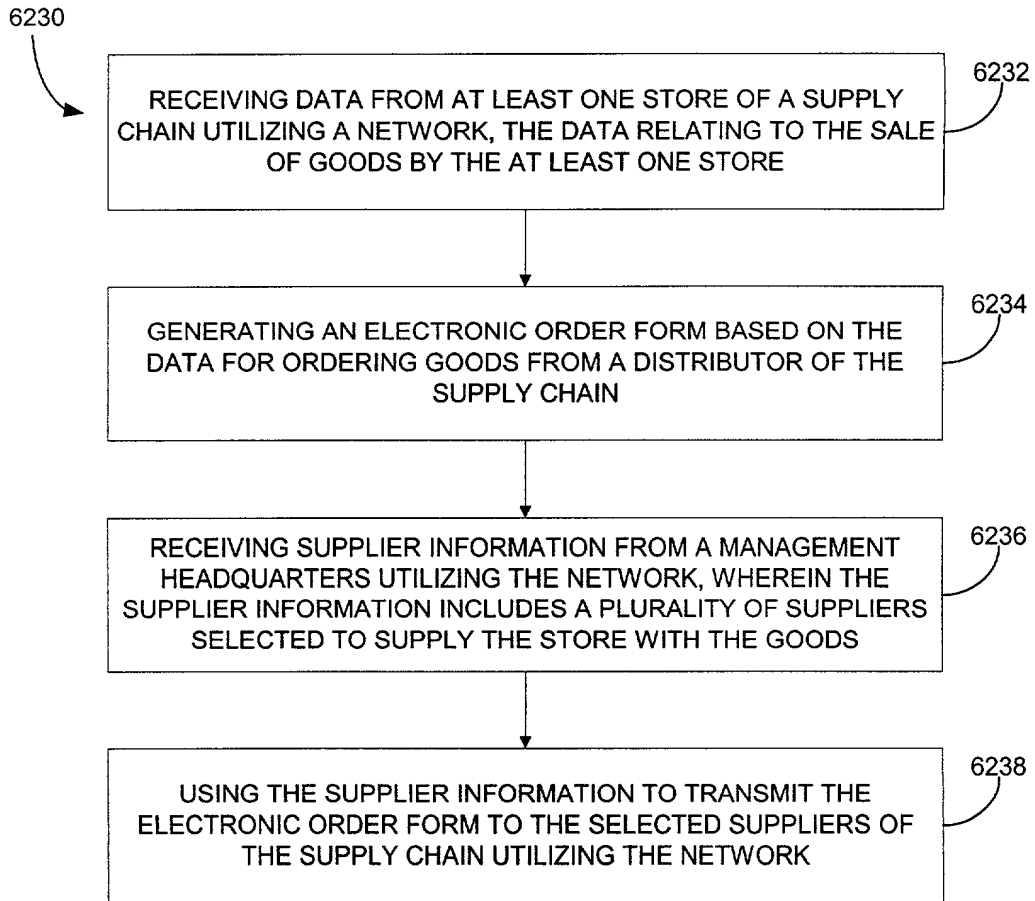 6230
RECEIVING DATA FROM AT LEAST ONE STORE OF A SUPPLY
CHAIN UTILIZING A NETWORK, THE DATA RELATING TO THE SALE
OF GOODS BY THE AT LEAST ONE STORE
6232
GENERATING AN ELECTRONIC ORDER FORM BASED ON THE
DATA FOR ORDERING GOODS FROM A DISTRIBUTOR OF THE
SUPPLY CHAIN
6234
RECEIVING SUPPLIER INFORMATION FROM A MANAGEMENT
HEADQUARTERS UTILIZING THE NETWORK, WHEREIN THE
SUPPLIER INFORMATION INCLUDES A PLURALITY OF SUPPLIERS
SELECTED TO SUPPLY THE STORE WITH THE GOODS
6236
USING THE SUPPLIER INFORMATION TO TRANSMIT THE
ELECTRONIC ORDER FORM TO THE SELECTED SUPPLIERS OF
THE SUPPLY CHAIN UTILIZING THE NETWORK
6238